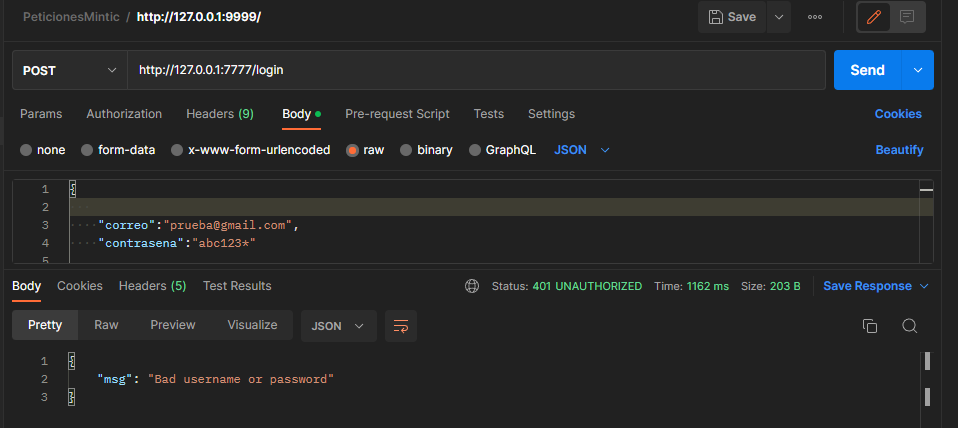 PeticionesMintic / http://127.0.0.1:9999/
Save
POST http://127.0.0.1:7777/login Send
Params Authorization Headers (9) Body Pre-request Script Tests Settings Cookies
none form-data x-www-form-urlencoded raw binary GraphQL JSON Beautify
1 {
2
3 "correo":"prueba@gmail.com",
4 "contrasena":"abc123*"
5
Body Cookies Headers (5) Test Results Status: 401 UNAUTHORIZED Time: 1162 ms Size: 203 B Save Response
Pretty Raw Preview Visualize JSON
1 {
2 "msg": "Bad username or password"
3 }